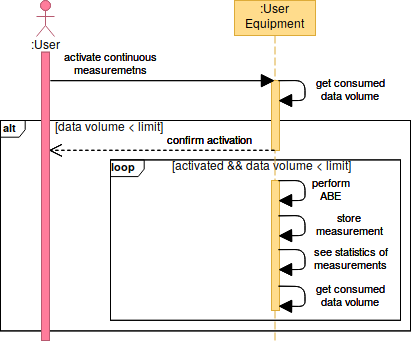 :User
:User
Equipment
activate continuous
measuremetns
get consumed
data volume
alt
[data volume < limit]
confirm activation
loop
[activated && data volume < limit]
perform
ABE
store
measurement
see statistics of
measurements
get consumed
data volume